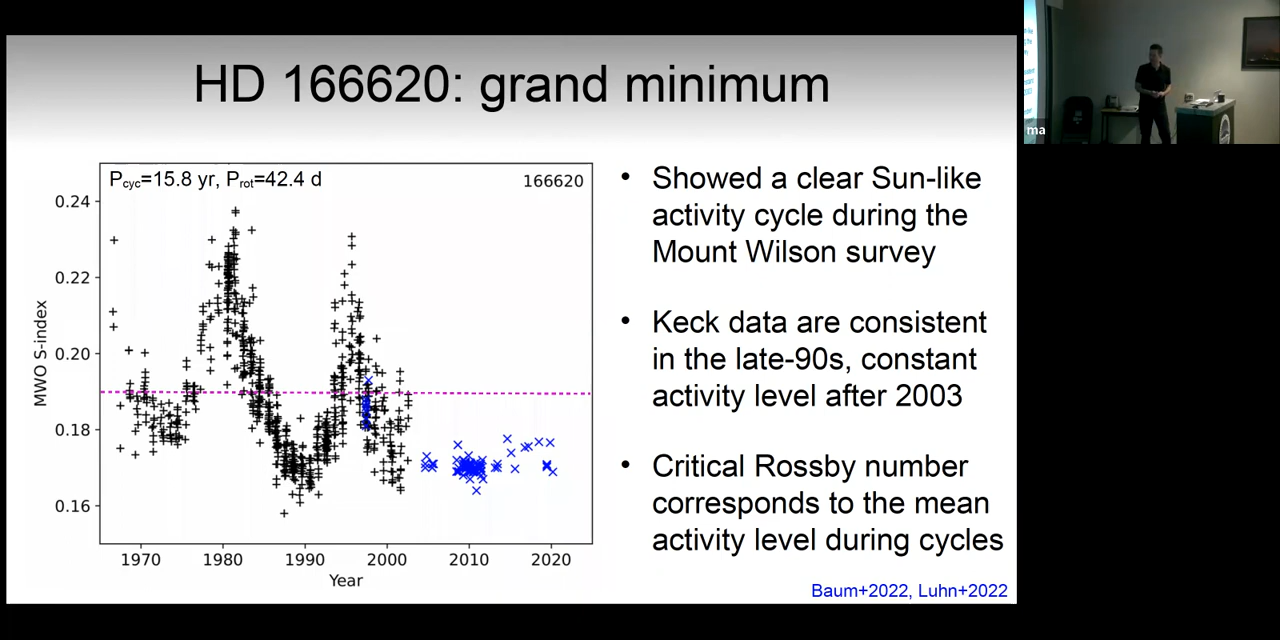 HD 166620: grand minimum
P_cyc=15.8 yr, P_rot=42.4 d
166620
0.24
0.22
0.20
0.18
0.16
MWO S-index
1970
1980
1990
2000
2010
2020
Year
• Showed a clear Sun-like
activity cycle during the
Mount Wilson survey
• Keck data are consistent
in the late-90s, constant
activity level after 2003
• Critical Rossby number
corresponds to the mean
activity level during cycles
Baum+2022, Luhn+2022
ma